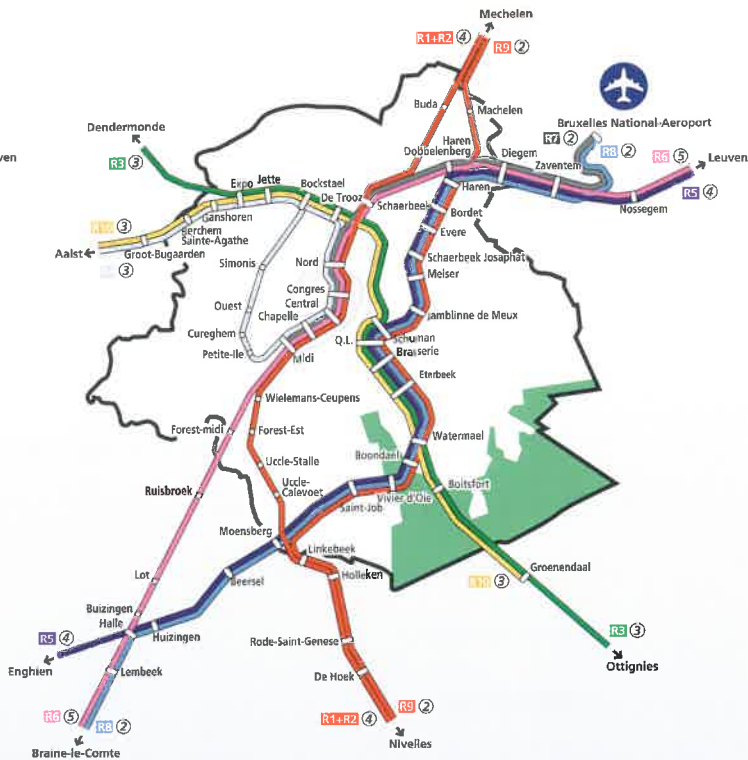 Mechelen
R1+R2 4
R9 2
Buda
Machelen
Bruxelles National-Aeroport
R7 2
R8 2
Dendermonde
R3 3
Haren
Dobbelenberg
Diegem
Zaventem
R6 5
Leuven
R5 4
ven
Expo
Jette
Bockstael
De Trooz
Schaerbeek
Haren
Nossegem
Ganshoren
Berchem
Sainte-Agathe
R10 3
Aalst
Groot-Bugaarden
3
Bordet
Evere
Simonis
Nord
Schaerbeek Josaphat
Meiser
Ouest
Congres
Central
Chapelle
Jamblinne de Meux
Cureghem
Petite-Ile
Midi
Q.L.
Schuman
Brasserie
Etterbeek
Wielemans-Ceupens
Forest-midi
Forest-Est
Watermael
Boondael
Uccle-Stalle
Uccle-
Calevoet
Ruisbroek
Boitsfort
Vivier d'Oie
Saint-Job
Moensberg
Linkebeek
Holleken
Groenendaal
R10 3
Lot
Beersel
Buizingen
Halle
Huizingen
R5 4
Enghien
Lembeek
Rode-Saint-Genese
De Hoek
R3 3
Ottignies
R6 5
R8 2
Braine-le-Comte
R1+R2 4
R9 2
Nivelles